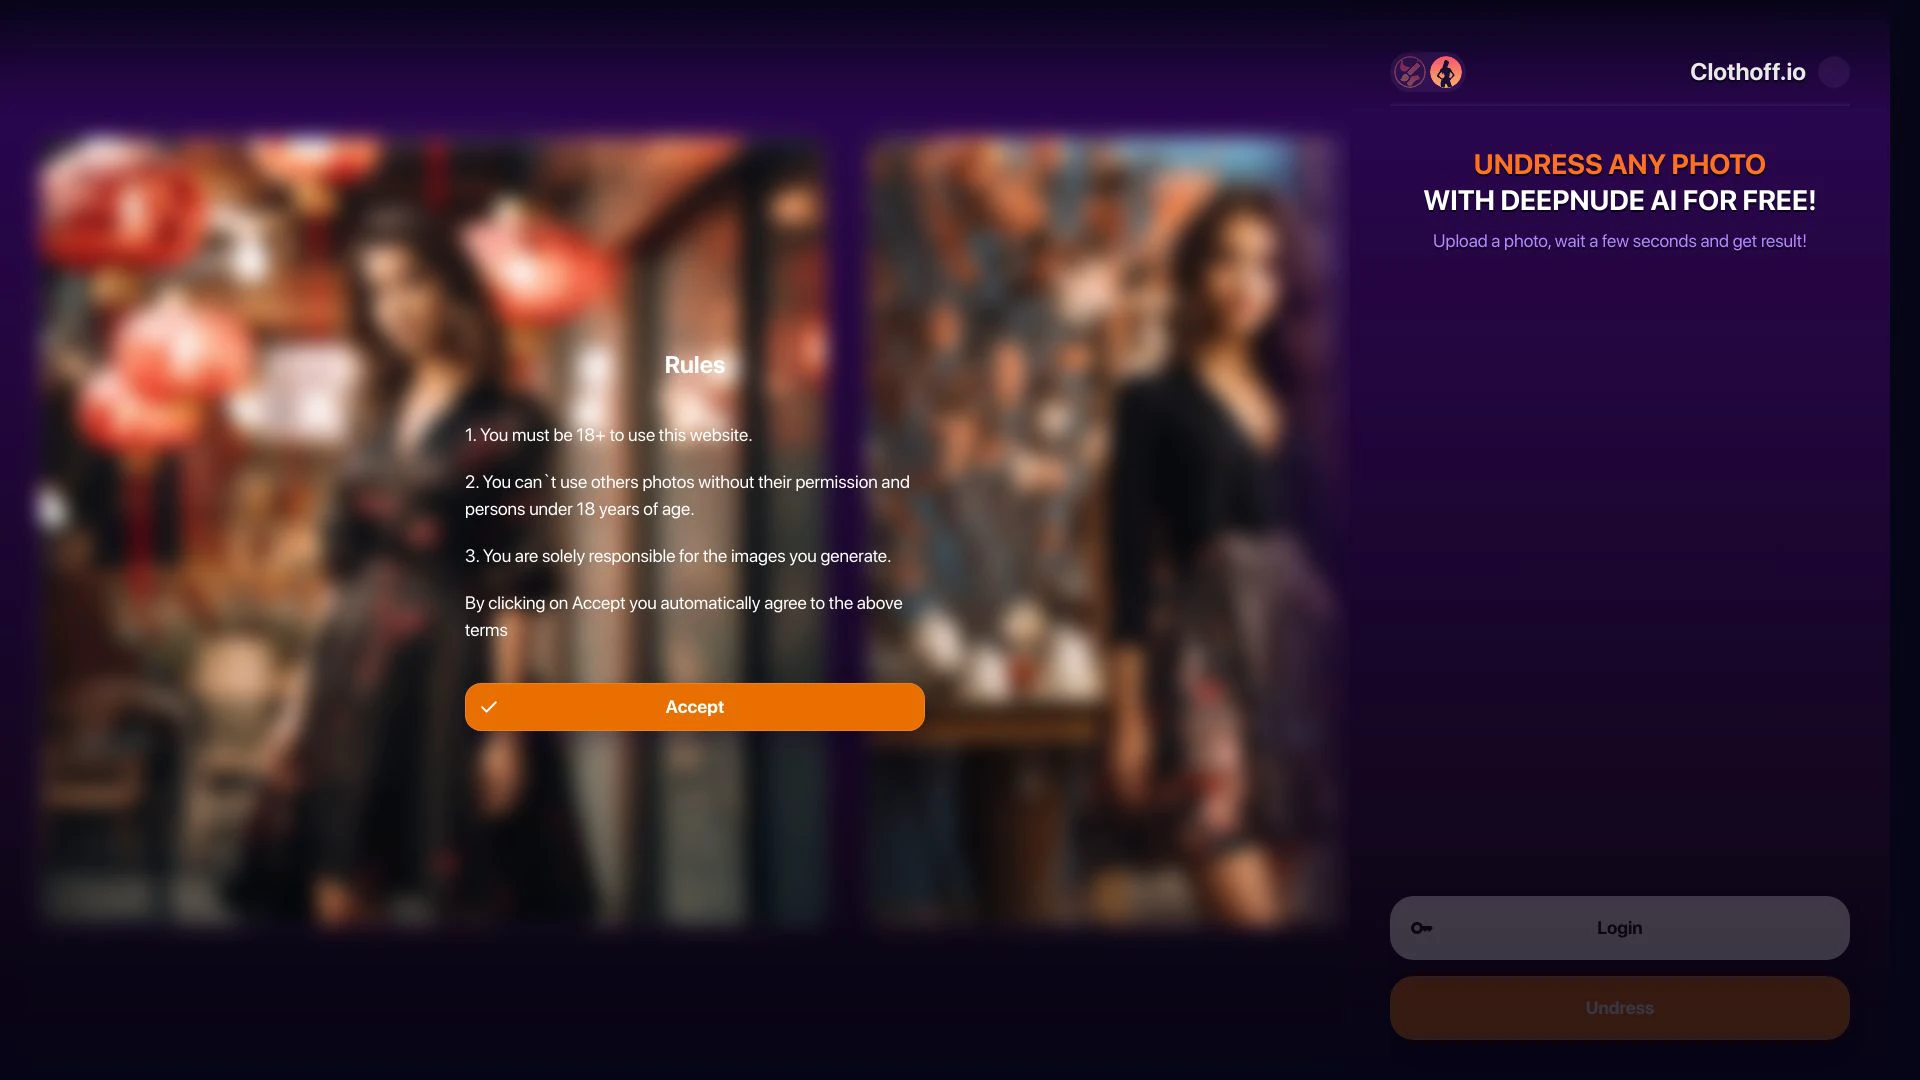 Clothoff.io
UNDRESS ANY PHOTO
WITH DEEPNUDE AI FOR FREE!
Upload a photo, wait a few seconds and get result!
Rules
1. You must be 18+ to use this website.
2. You can`t use others photos without their permission and
persons under 18 years of age.
3. You are solely responsible for the images you generate.
By clicking on Accept you automatically agree to the above
terms
Accept
Login
Undress